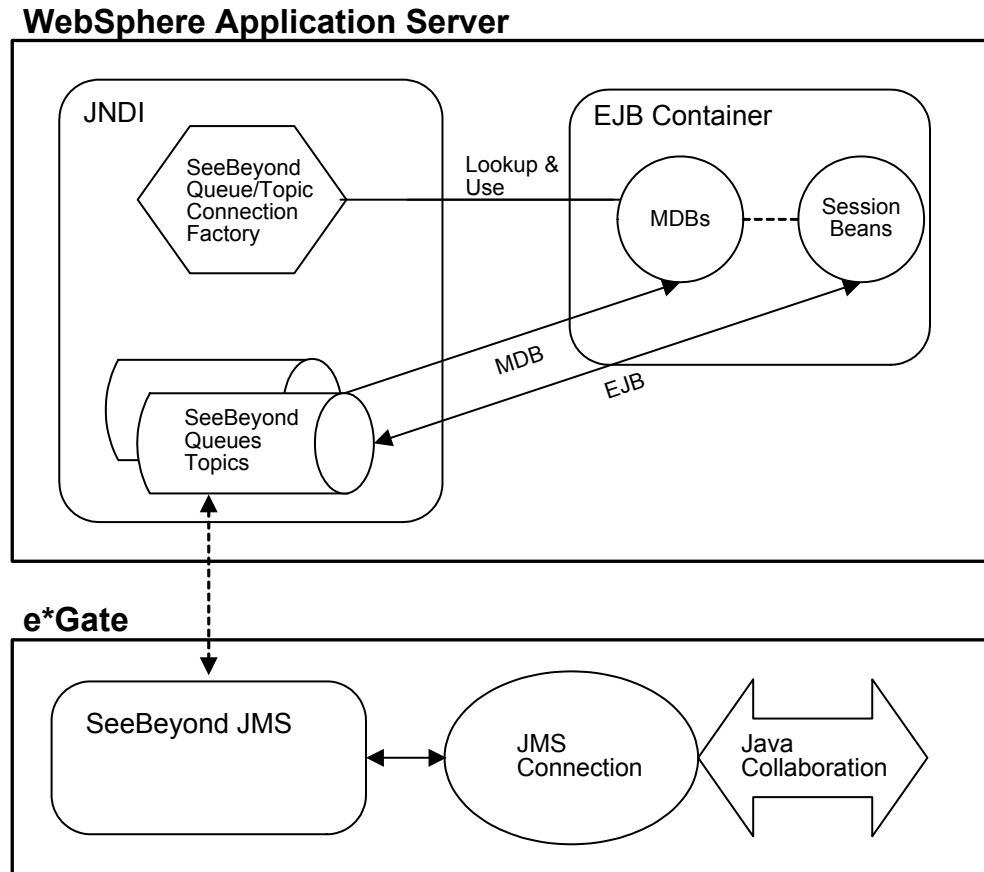 WebSphere Application Server
JNDI
EJB Container
SeeBeyond
Queue/Topic
Connection
Factory
Lookup &
Use
MDBs
Session
Beans
MDB
EJB
SeeBeyond
Queues
Topics
e*Gate
SeeBeyond JMS
JMS
Connection
Java
Collaboration